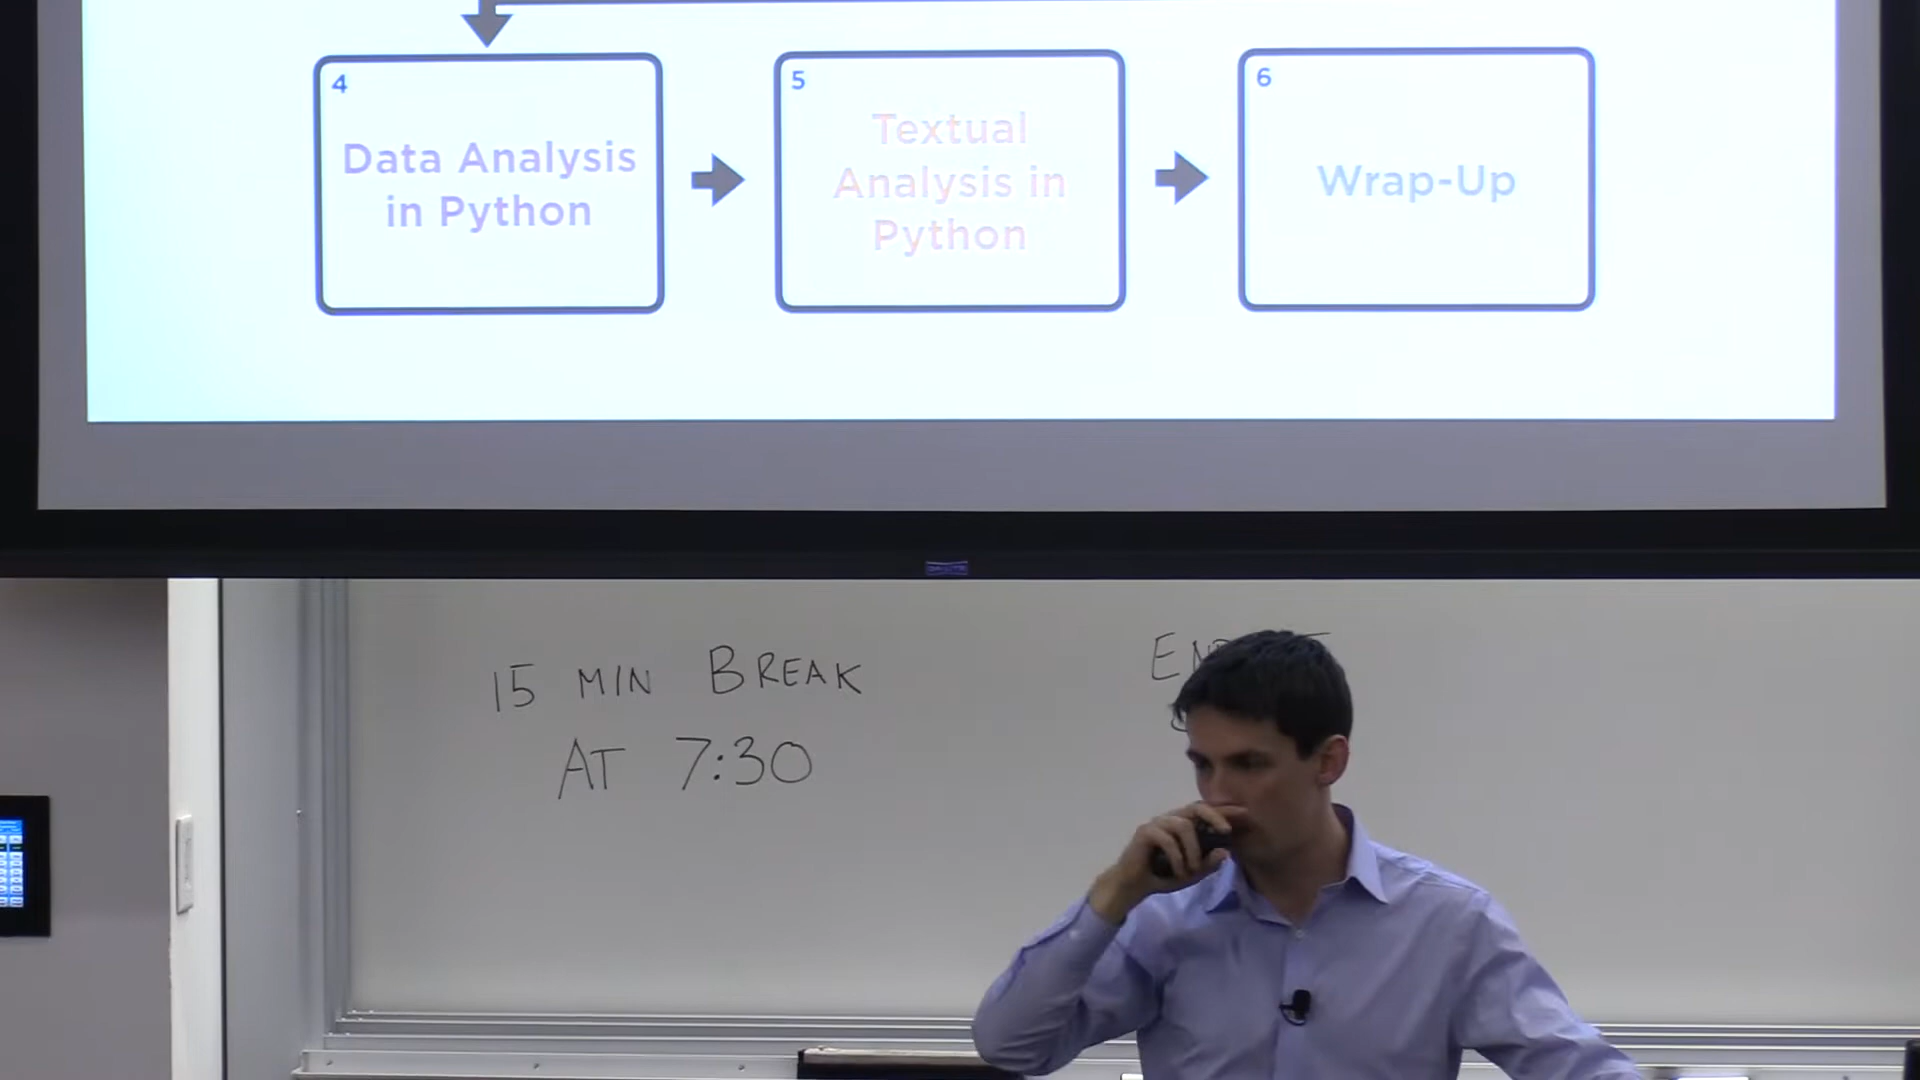 4
Data Analysis
in Python
5
Textual
Analysis in
Python
6
Wrap-Up
15 MIN BREAK
AT 7:30